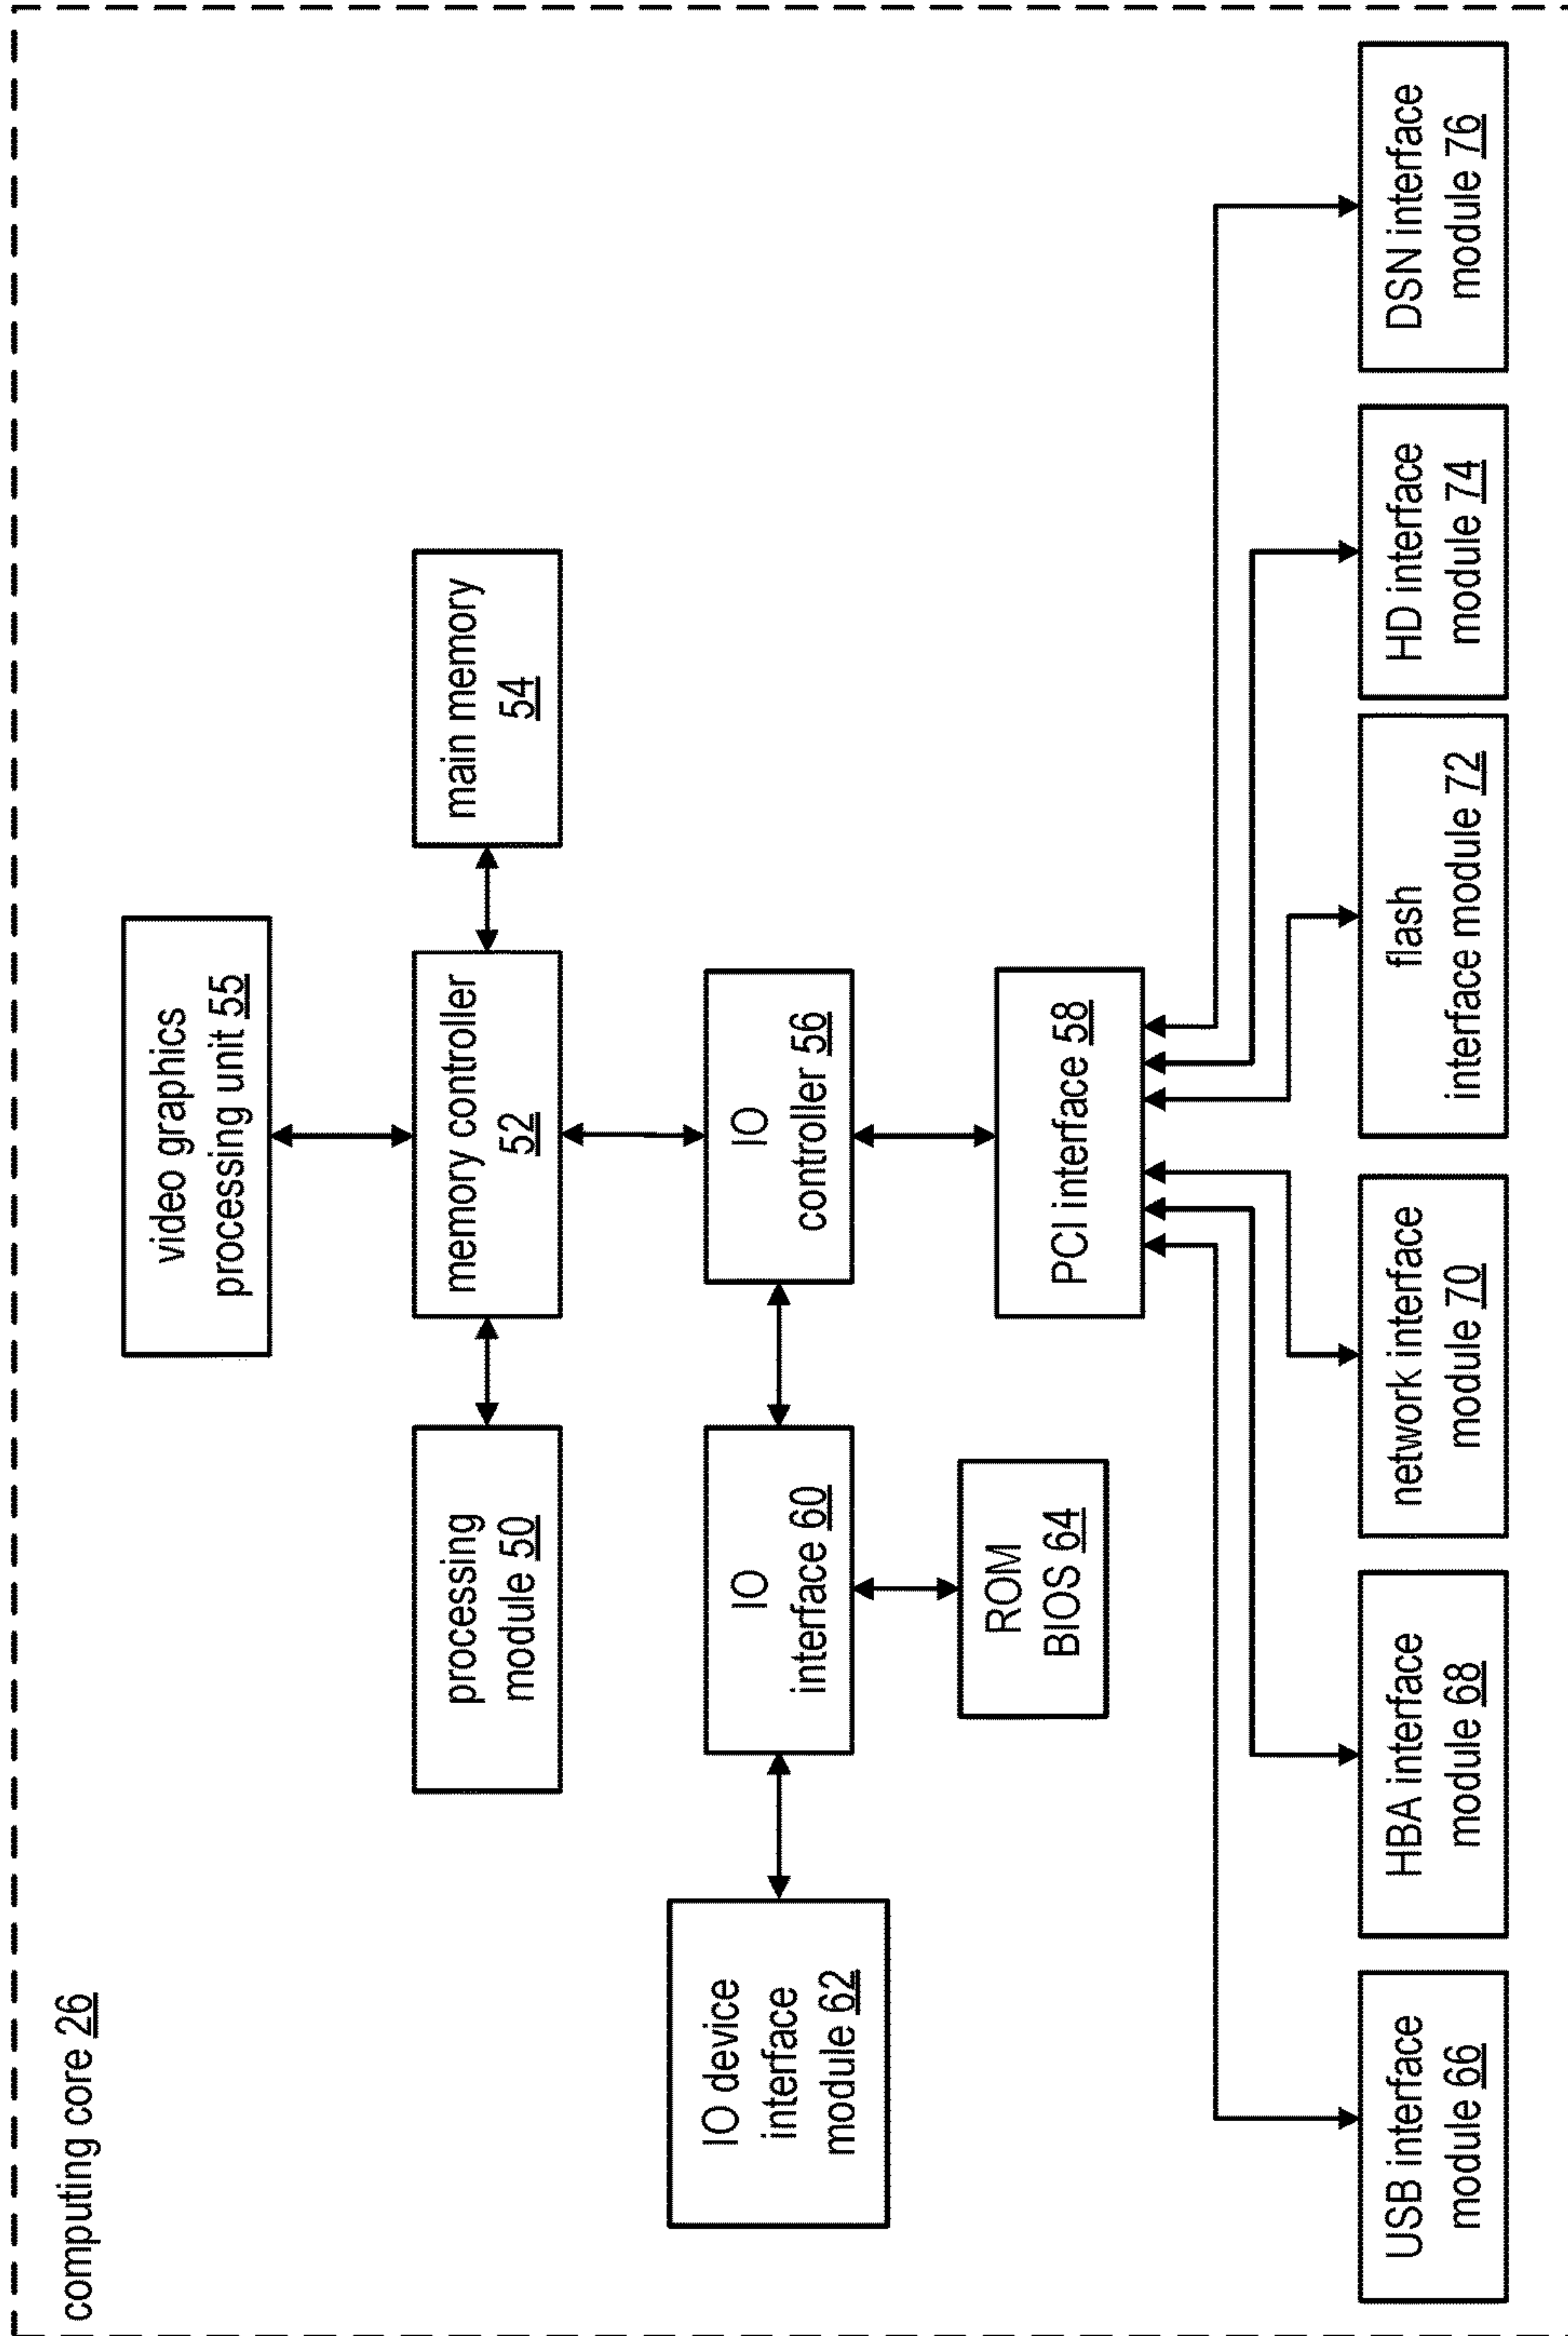 computing core 26
video graphics
processing unit 55
processing
module 50
memory controller
52
main memory
54
IO device
interface
module 62
IO
interface 60
IO
controller 56
ROM
BIOS 64
PCI interface 58
USB interface
module 66
HBA interface
module 68
network interface
module 70
flash
interface module 72
HD interface
module 74
DSN interface
module 76